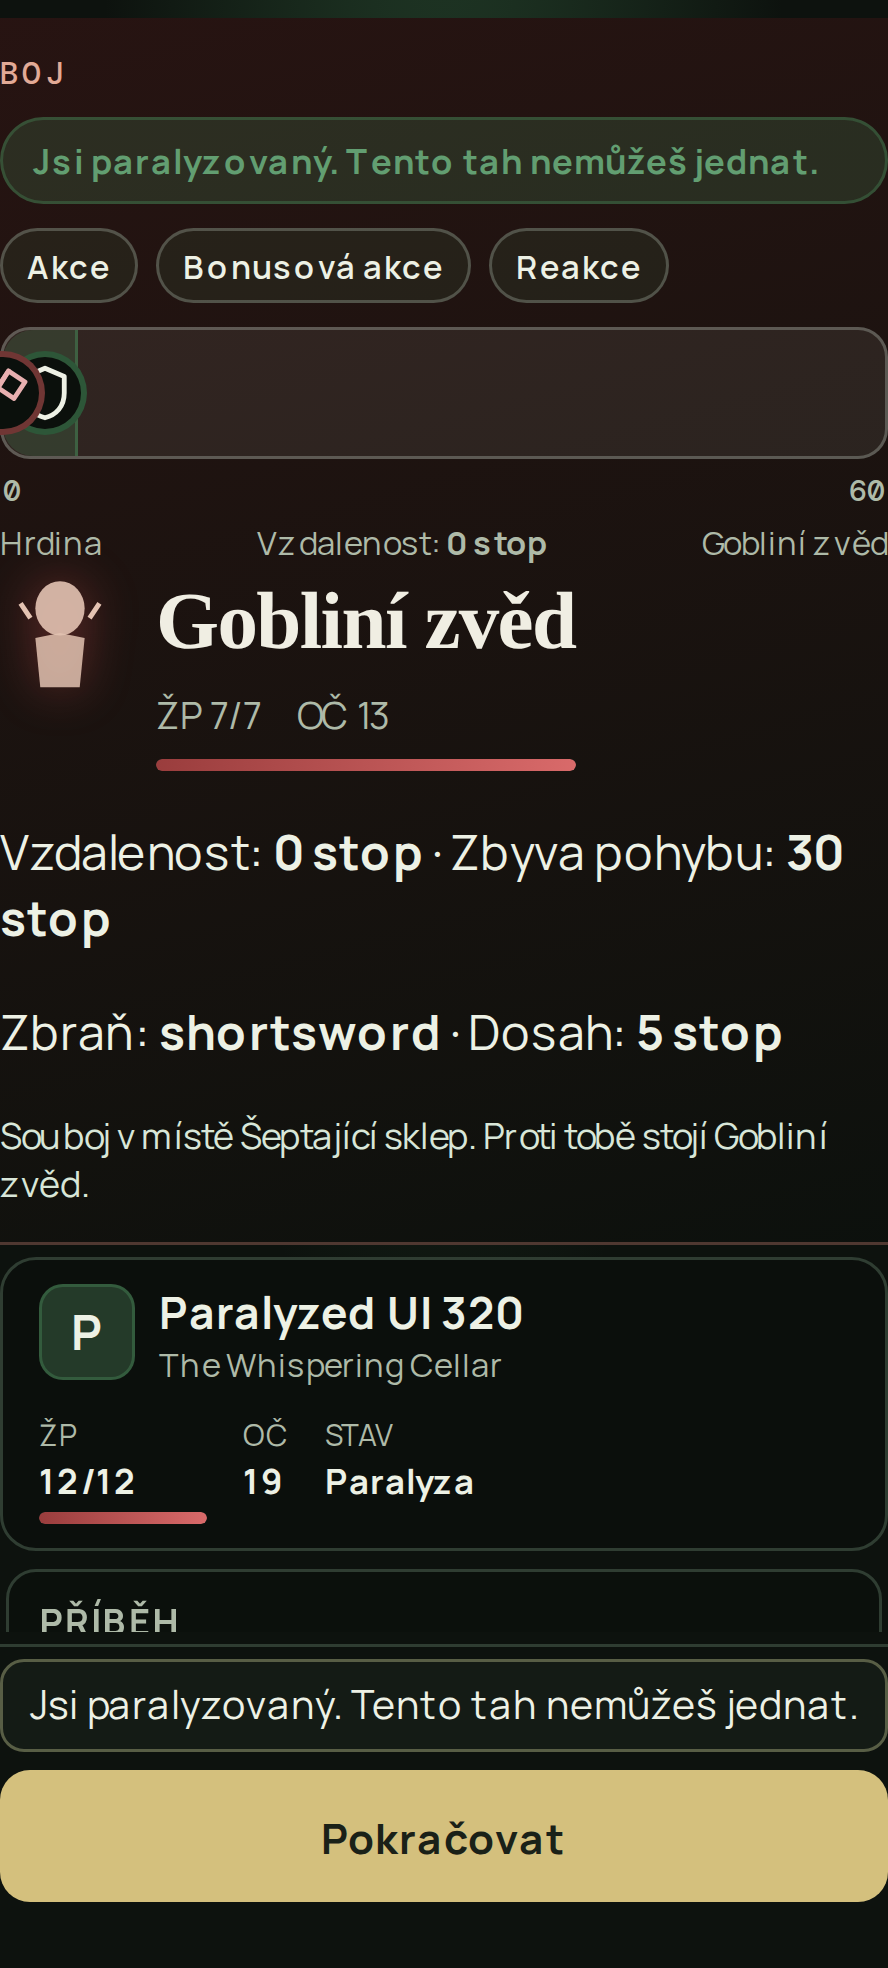 BOJ
Jsi paralyzovaný. Tento tah nemůžeš jednat.
Akce Bonusová akce Reakce
0 60
Hrdina Vzdalenost: 0 stop Gobliní zvěd
Gobliní zvěd
ŽP 7/7 OČ 13
Vzdalenost: 0 stop · Zbyva pohybu: 30
stop
Zbraň: shortsword · Dosah: 5 stop
Souboj v místě Šeptající sklep. Proti tobě stojí Gobliní
zvěd.
P Paralyzed UI 320
The Whispering Cellar
ŽP OČ STAV
12/12 19 Paralyza
PŘÍBĚH
Jsi paralyzovaný. Tento tah nemůžeš jednat.
Pokračovat